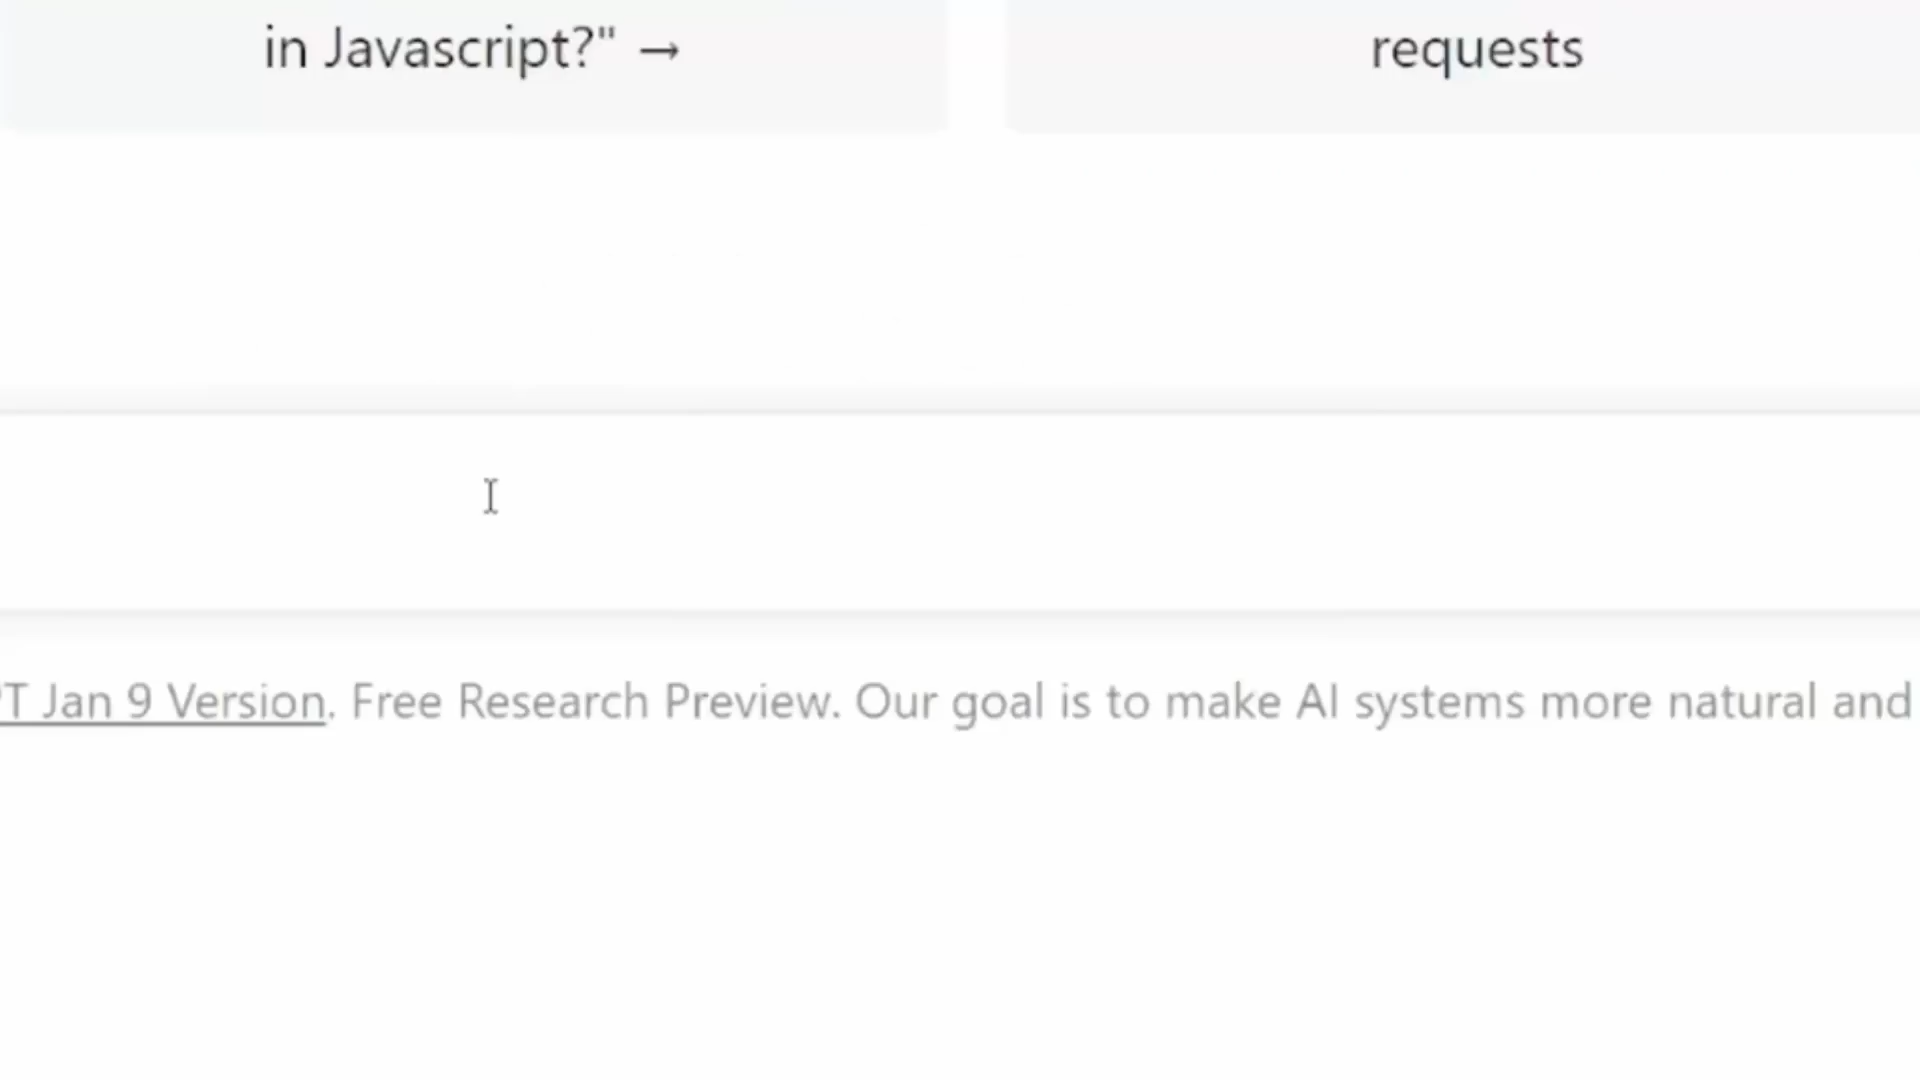 in Javascript?" →
requests
T Jan 9 Version. Free Research Preview. Our goal is to make AI systems more natural and